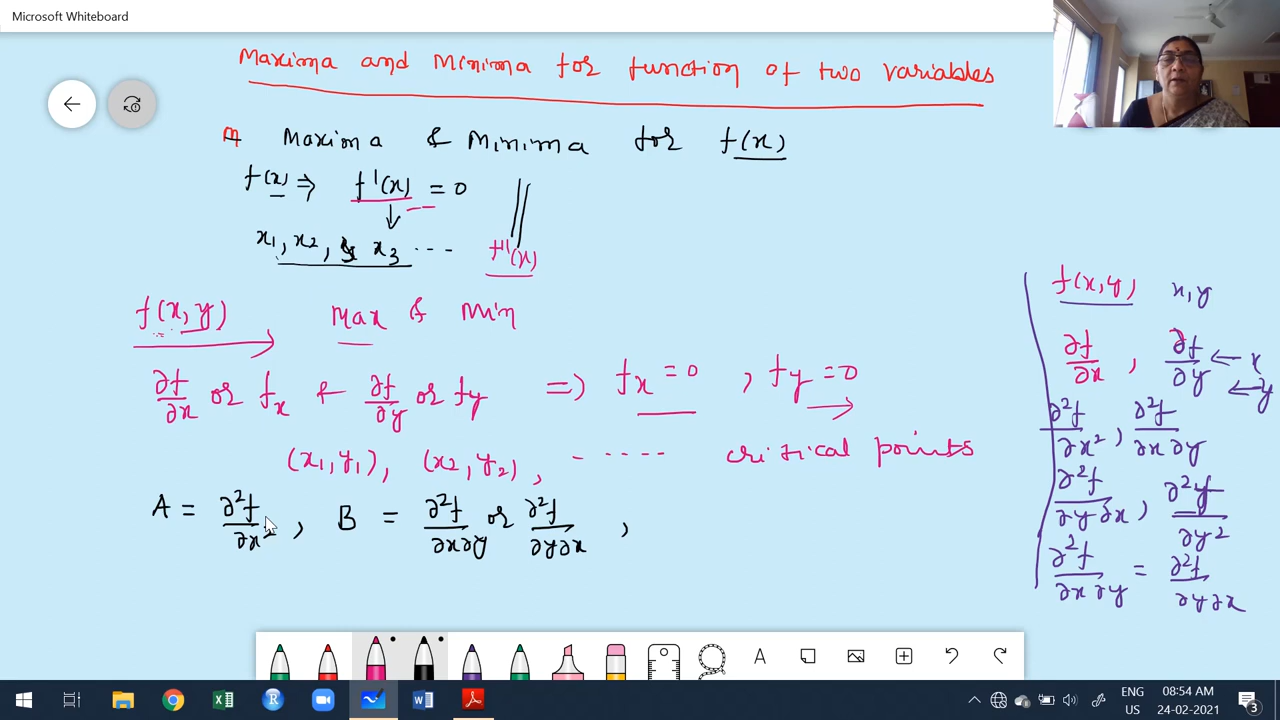 Microsoft Whiteboard
Maxima and Minima for function of two variables
Maxima & Minima for f(x)
f(x) ⇒ f'(x) = 0
x₁, x₂, & x₃ ... f''(x)
f(x,y) Max & Min
∂f/∂x or fx & ∂f/∂y or fy ⇒ fx = 0, fy = 0
(x₁,y₁), (x₂,y₂), ..... critical points
A = ∂²f/∂x², B = ∂²f/∂x∂y or ∂²f/∂y∂x,
f(x,y) x,y
∂f/∂x, ∂f/∂y ← x
← y
∂²f/∂x², ∂²f/∂x∂y
∂²f/∂y∂x, ∂²y/∂y²
∂²f/∂x∂y = ∂²f/∂y∂x
A
ENG 08:54 AM
US 24-02-2021 3